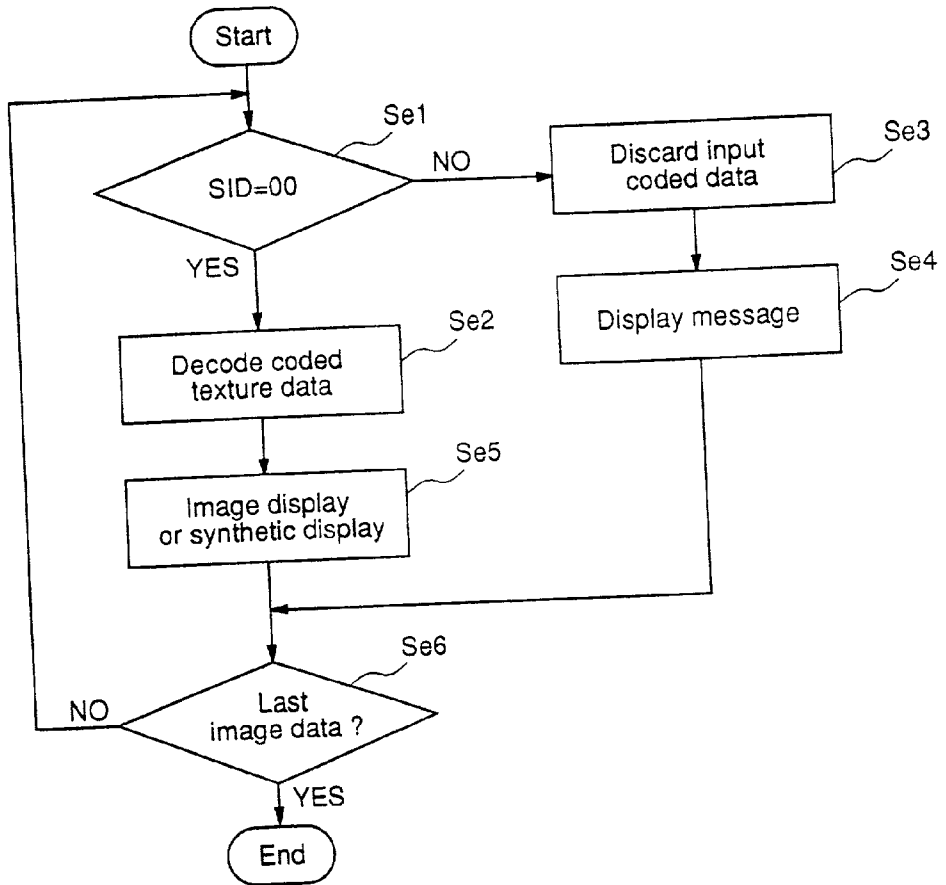 Start
Se1
SID=00
NO
YES
Se3
Discard input
coded data
Se4
Display message
Se2
Decode coded
texture data
Se5
Image display
or synthetic display
Se6
Last
image data ?
NO
YES
End